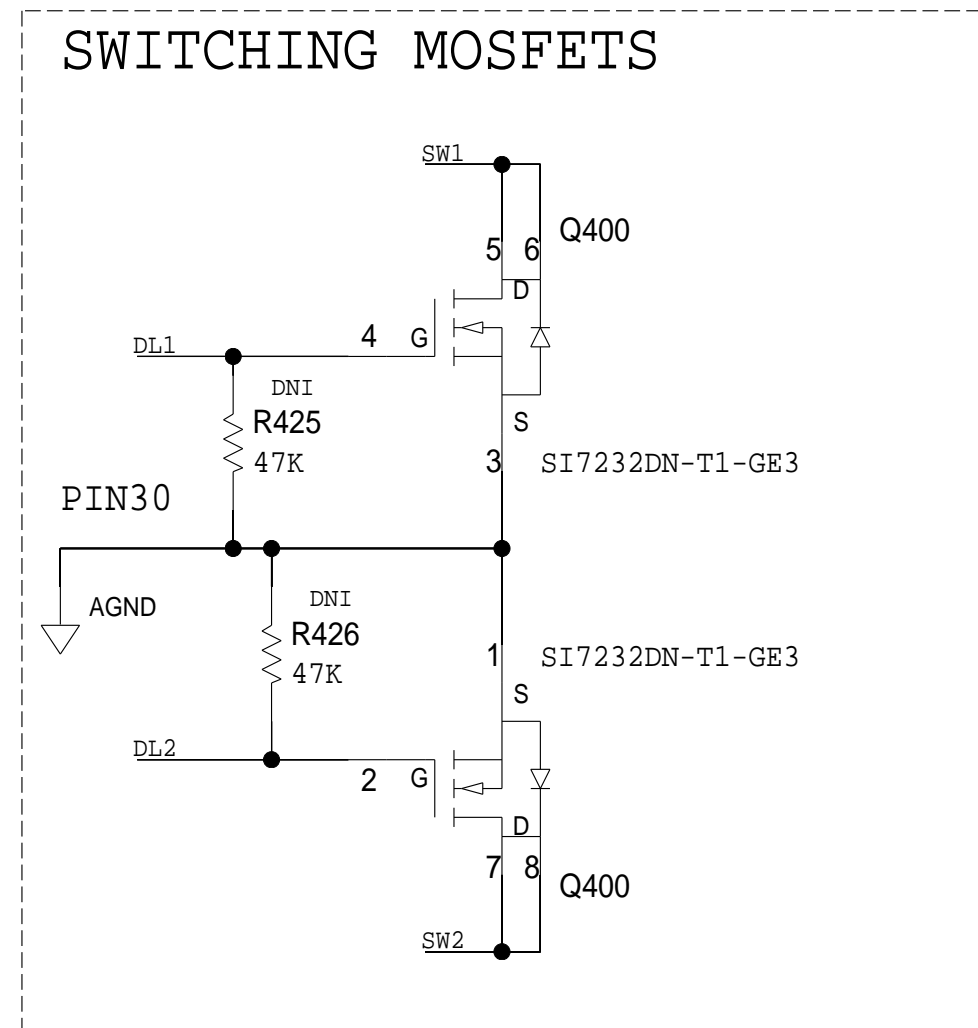 SWITCHING MOSFETS
SW1
Q400
5 6
D
4 G
DL1
DNI
R425
47K
S
3 SI7232DN-T1-GE3
PIN30
AGND
DNI
R426
47K
1 SI7232DN-T1-GE3
S
DL2
2 G
D
7 8
Q400
SW2